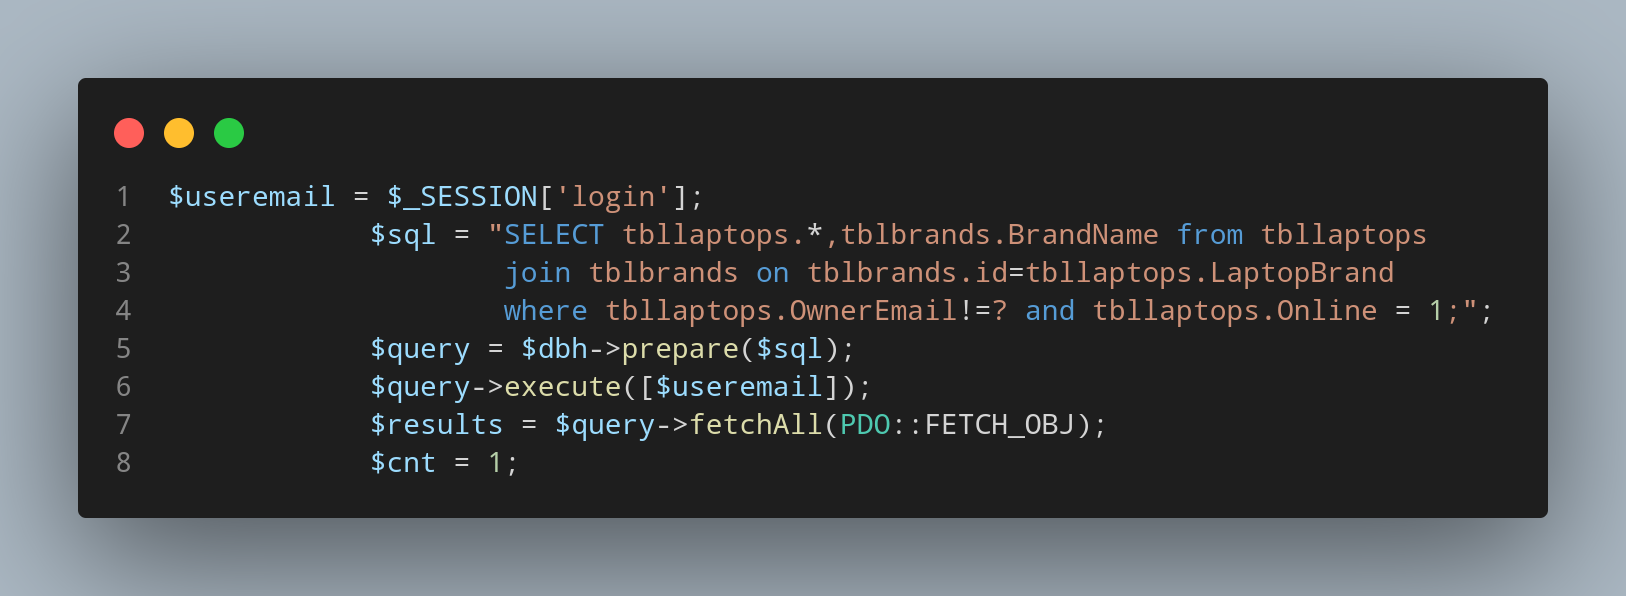 1 $useremail = $_SESSION['login'];
2 $sql = "SELECT tbllaptops.*,tblbrands.BrandName from tbllaptops
3 join tblbrands on tblbrands.id=tbllaptops.LaptopBrand
4 where tbllaptops.OwnerEmail!=? and tbllaptops.Online = 1;";
5 $query = $dbh->prepare($sql);
6 $query->execute([$useremail]);
7 $results = $query->fetchAll(PDO::FETCH_OBJ);
8 $cnt = 1;